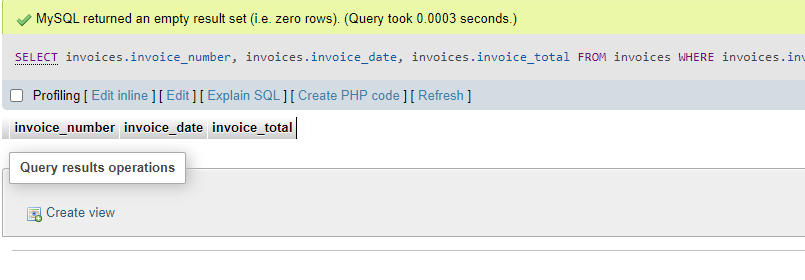 MySQL returned an empty result set (i.e. zero rows). (Query took 0.0003 seconds.)
SELECT invoices.invoice_number, invoices.invoice_date, invoices.invoice_total FROM invoices WHERE invoices.inv
Profiling [ Edit inline ] [ Edit ] [ Explain SQL ] [ Create PHP code ] [ Refresh ]
invoice_number invoice_date invoice_total
Query results operations
Create view